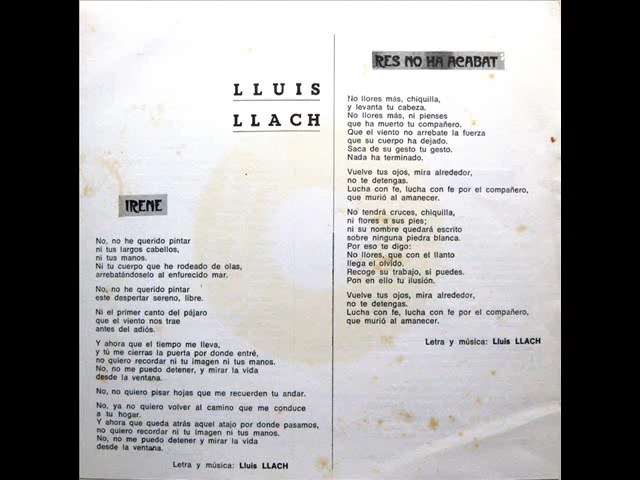 LLUIS
LLACH
IRENE
No, no he querido pintar
ni tus largos cabellos,
ni tus manos.
Ni tu cuerpo que he rodeado de olas,
arrebatándoselo al enfurecido mar.
No, no he querido pintar
este despertar sereno, libre.
Ni el primer canto del pájaro
que el viento nos trae
antes del adiós.
Y ahora que el tiempo me lleva,
y tú me cierras la puerta por donde entré,
no quiero recordar ni tu imagen ni tus manos.
No, no me puedo detener, y mirar la vida
desde la ventana.
No, no quiero pisar hojas que me recuerden tu andar.
No, ya no quiero volver al camino que me conduce
a tu hogar.
Y ahora que queda atrás aquel atajo por donde pasamos,
no quiero recordar ni tu imagen ni tus manos.
No, no me puedo detener y mirar la vida
desde la ventana.
Letra y música: Lluis LLACH
RES NO HA ACABAT
No llores más, chiquilla,
y levanta tu cabeza.
No llores más, ni pienses
que ha muerto tu compañero.
Que el viento no arrebate la fuerza
que su cuerpo ha dejado.
Saca de su gesto tu gesto.
Nada ha terminado.
Vuelve tus ojos, mira alrededor,
no te detengas.
Lucha con fe, lucha con fe por el compañero,
que murió al amanecer.
No tendrá cruces, chiquilla,
ni flores a sus pies;
ni su nombre quedará escrito
sobre ninguna piedra blanca.
Por eso te digo:
No llores, que con el llanto
llega el olvido.
Recoge su trabajo, si puedes.
Pon en ello tu ilusión.
Vuelve tus ojos, mira alrededor,
no te detengas.
Lucha con fe, lucha con fe por el compañero,
que murió al amanecer.
Letra y música: Lluis LLACH